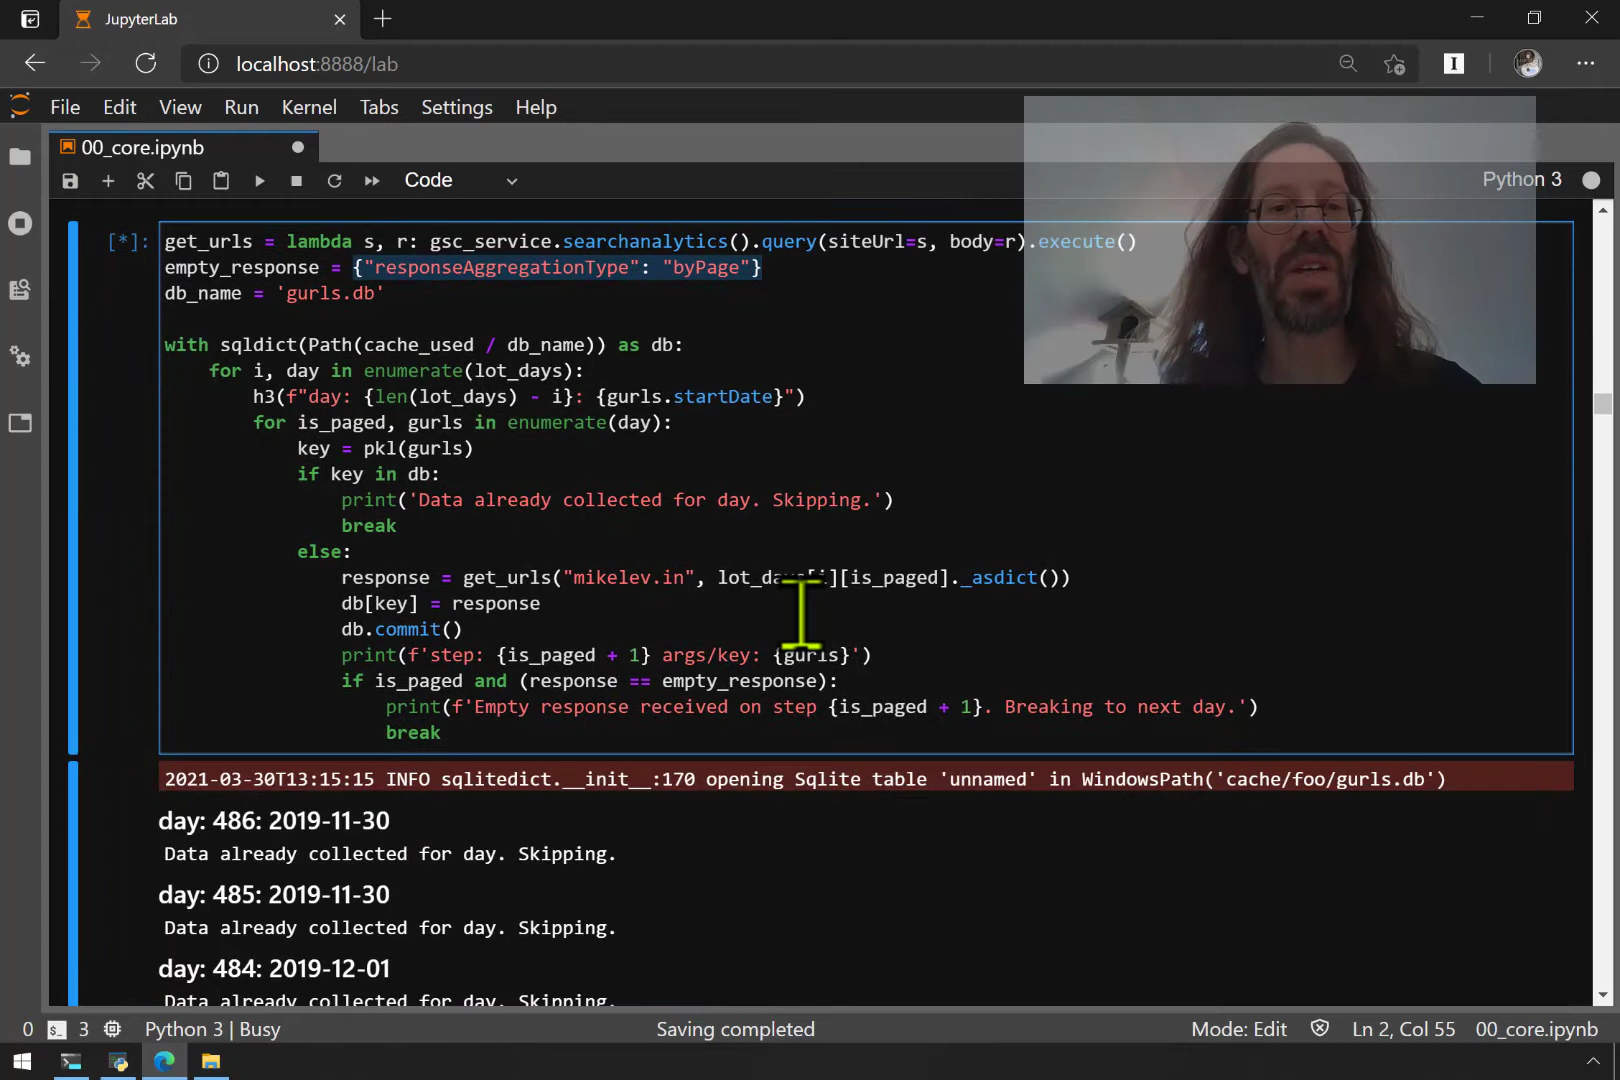 JupyterLab
localhost:8888/lab
File Edit View Run Kernel Tabs Settings Help
00_core.ipynb
Code
Python 3
[*]:
get_urls = lambda s, r: gsc_service.searchanalytics().query(siteUrl=s, body=r).execute()
empty_response = {"responseAggregationType": "byPage"}
db_name = 'gurls.db'
with sqldict(Path(cache_used / db_name)) as db:
for i, day in enumerate(lot_days):
h3(f"day: {len(lot_days) - i}: {gurls.startDate}")
for is_paged, gurls in enumerate(day):
key = pkl(gurls)
if key in db:
print('Data already collected for day. Skipping.')
break
else:
response = get_urls("mikelev.in", lot_days[i][is_paged]._asdict())
db[key] = response
db.commit()
print(f'step: {is_paged + 1} args/key: {gurls}')
if is_paged and (response == empty_response):
print(f'Empty response received on step {is_paged + 1}. Breaking to next day.')
break
2021-03-30T13:15:15 INFO sqlitedict.__init__:170 opening Sqlite table 'unnamed' in WindowsPath('cache/foo/gurls.db')
day: 486: 2019-11-30
Data already collected for day. Skipping.
day: 485: 2019-11-30
Data already collected for day. Skipping.
day: 484: 2019-12-01
Data already collected for day. Skipping.
0 3 Python 3 | Busy Saving completed Mode: Edit Ln 2, Col 55 00_core.ipynb